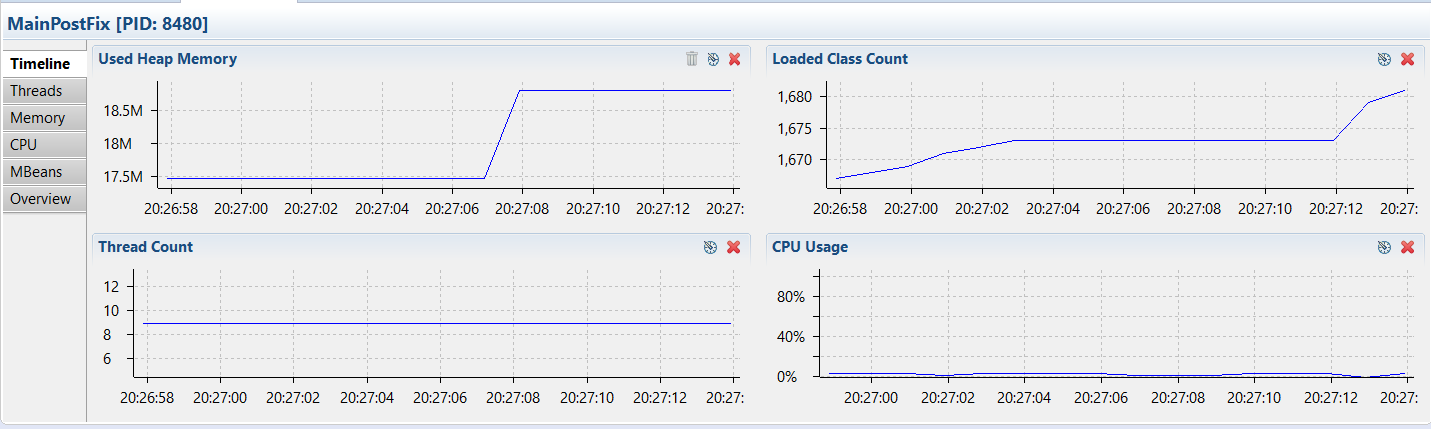 MainPostFix [PID: 8480]
Timeline
Threads
Memory
CPU
MBeans
Overview
Used Heap Memory
18.5M
18M
17.5M
20:26:58 20:27:00 20:27:02 20:27:04 20:27:06 20:27:08 20:27:10 20:27:12 20:27:
Loaded Class Count
1,680
1,675
1,670
20:26:58 20:27:00 20:27:02 20:27:04 20:27:06 20:27:08 20:27:10 20:27:12 20:27:
Thread Count
12
10
8
6
20:26:58 20:27:00 20:27:02 20:27:04 20:27:06 20:27:08 20:27:10 20:27:12 20:27:
CPU Usage
80%
40%
0%
20:27:00 20:27:02 20:27:04 20:27:06 20:27:08 20:27:10 20:27:12 20:27: